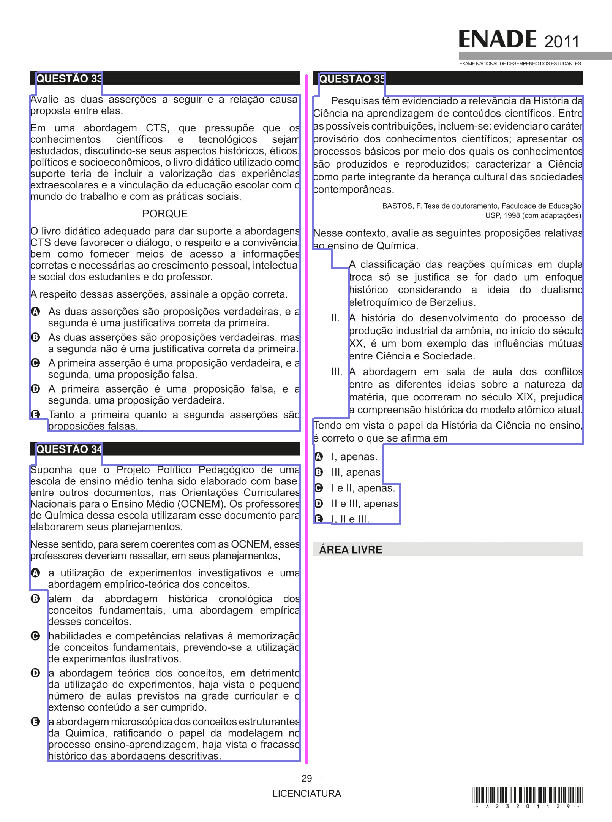 ENADE 2011
EXAME NACIONAL DE DESEMPENHO DOS ESTUDANTES
QUESTÃO 33
Avalie as duas asserções a seguir e a relação causal
proposta entre elas.
Em uma abordagem CTS, que pressupõe que os
conhecimentos científicos e tecnológicos sejam
estudados, discutindo-se seus aspectos históricos, éticos,
políticos e socioeconômicos, o livro didático utilizado como
suporte teria de incluir a valorização das experiências
extraescolares e a vinculação da educação escolar com o
mundo do trabalho e com as práticas sociais.
PORQUE
O livro didático adequado para dar suporte a abordagens
CTS deve favorecer o diálogo, o respeito e a convivência,
bem como fornecer meios de acesso a informações
corretas e necessárias ao crescimento pessoal, intelectual
e social dos estudantes e do professor.
A respeito dessas asserções, assinale a opção correta.
A As duas asserções são proposições verdadeiras, e a
segunda é uma justificativa correta da primeira.
B As duas asserções são proposições verdadeiras, mas
a segunda não é uma justificativa correta da primeira.
C A primeira asserção é uma proposição verdadeira, e a
segunda, uma proposição falsa.
D A primeira asserção é uma proposição falsa, e a
segunda, uma proposição verdadeira.
E Tanto a primeira quanto a segunda asserções são
proposições falsas.
QUESTÃO 34
Suponha que o Projeto Político Pedagógico de uma
escola de ensino médio tenha sido elaborado com base,
entre outros documentos, nas Orientações Curriculares
Nacionais para o Ensino Médio (OCNEM). Os professores
de Química dessa escola utilizaram esse documento para
elaborarem seus planejamentos.
Nesse sentido, para serem coerentes com as OCNEM, esses
professores deveriam ressaltar, em seus planejamentos,
A a utilização de experimentos investigativos e uma
abordagem empírico-teórica dos conceitos.
B além da abordagem histórica cronológica dos
conceitos fundamentais, uma abordagem empírica
desses conceitos.
C habilidades e competências relativas à memorização
de conceitos fundamentais, prevendo-se a utilização
de experimentos ilustrativos.
D a abordagem teórica dos conceitos, em detrimento
da utilização de experimentos, haja vista o pequeno
número de aulas previstos na grade curricular e o
extenso conteúdo a ser cumprido.
E a abordagem microscópica dos conceitos estruturantes
da Química, ratificando o papel da modelagem no
processo ensino-aprendizagem, haja vista o fracasso
histórico das abordagens descritivas.
QUESTÃO 35
Pesquisas têm evidenciado a relevância da História da
Ciência na aprendizagem de conteúdos científicos. Entre
as possíveis contribuições, incluem-se: evidenciar o caráter
provisório dos conhecimentos científicos; apresentar os
processos básicos por meio dos quais os conhecimentos
são produzidos e reproduzidos; caracterizar a Ciência
como parte integrante da herança cultural das sociedades
contemporâneas.
BASTOS, F. Tese de doutoramento, Faculdade de Educação,
USP, 1998 (com adaptações).
Nesse contexto, avalie as seguintes proposições relativas
ao ensino de Química.
A classificação das reações químicas em dupla
troca só se justifica se for dado um enfoque
histórico considerando a ideia do dualismo
eletroquímico de Berzelius.
II. A história do desenvolvimento do processo de
produção industrial da amônia, no início do século
XX, é um bom exemplo das influências mútuas
entre Ciência e Sociedade.
III. A abordagem em sala de aula dos conflitos
entre as diferentes ideias sobre a natureza da
matéria, que ocorreram no século XIX, prejudica
a compreensão histórica do modelo atômico atual.
Tendo em vista o papel da História da Ciência no ensino,
é correto o que se afirma em
A I, apenas.
B III, apenas.
C I e II, apenas.
D II e III, apenas.
E I, II e III.
ÁREA LIVRE
29
LICENCIATURA